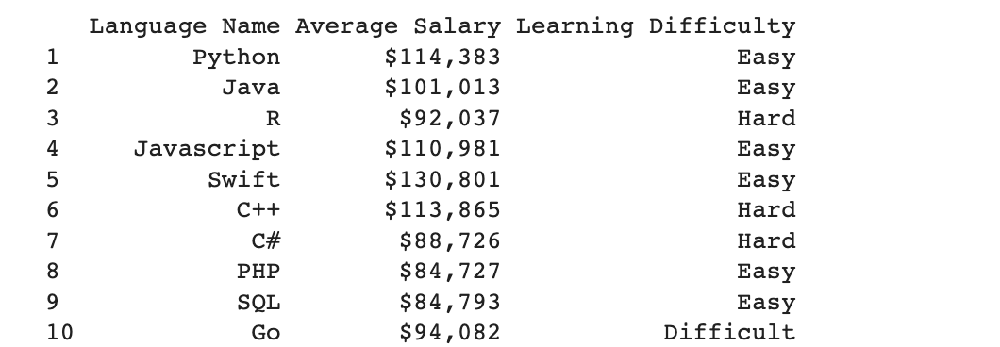 Language Name Average Salary Learning Difficulty
1 Python $114,383 Easy
2 Java $101,013 Easy
3 R $92,037 Hard
4 Javascript $110,981 Easy
5 Swift $130,801 Easy
6 C++ $113,865 Hard
7 C# $88,726 Hard
8 PHP $84,727 Easy
9 SQL $84,793 Easy
10 Go $94,082 Difficult